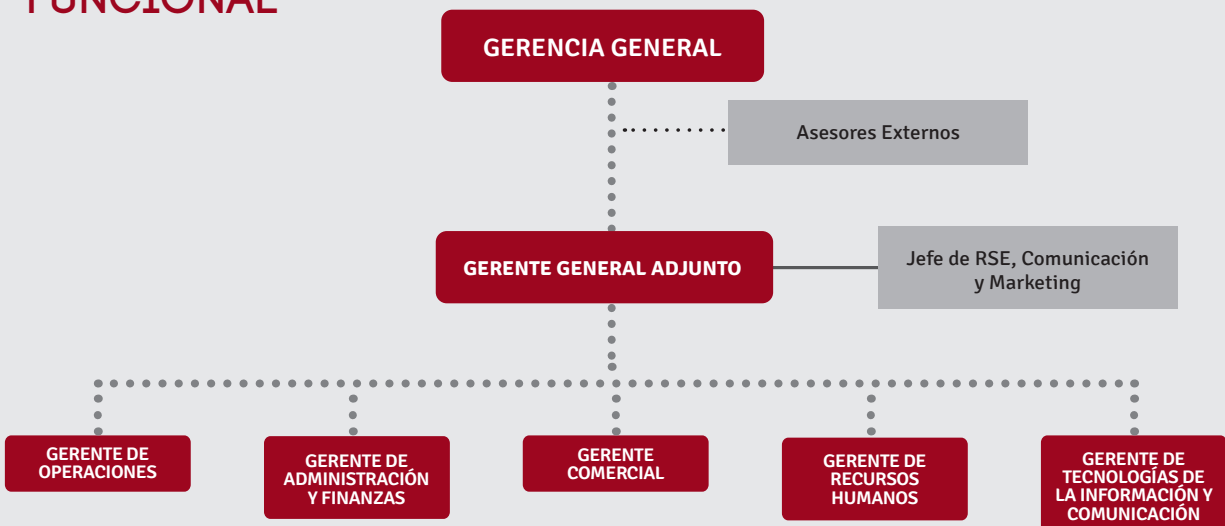 FUNCIONAL
GERENCIA GENERAL
Asesores Externos
GERENTE GENERAL ADJUNTO
Jefe de RSE, Comunicación
y Marketing
GERENTE DE
OPERACIONES
GERENTE DE
ADMINISTRACIÓN
Y FINANZAS
GERENTE
COMERCIAL
GERENTE DE
RECURSOS
HUMANOS
GERENTE DE
TECNOLOGÍAS DE
LA INFORMACIÓN Y
COMUNICACIÓN